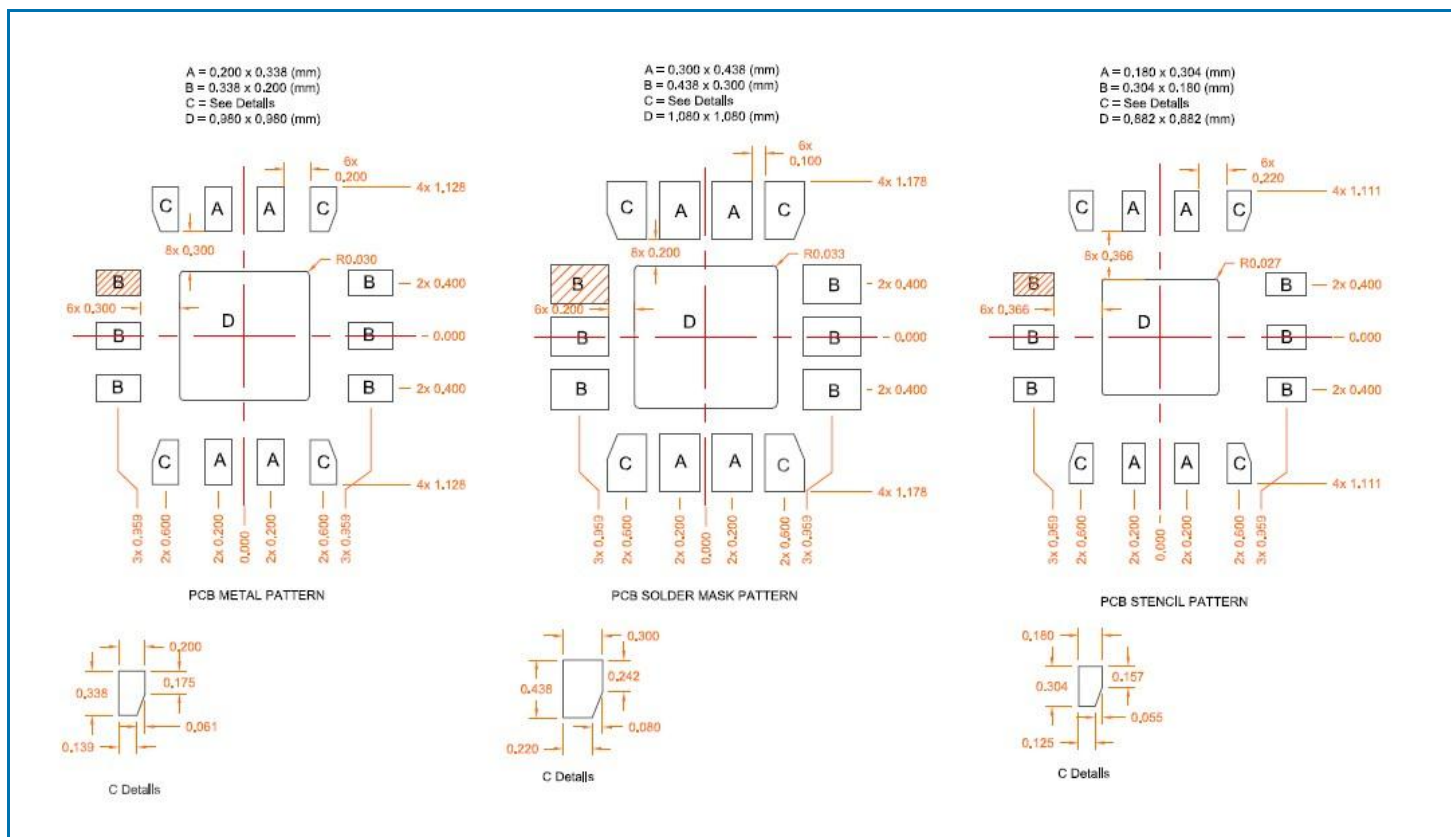 A = 0.200 x 0.338 (mm)
B = 0.338 x 0.200 (mm)
C = See Details
D = 0.980 x 0.980 (mm)
6x
0.200
4x 1.128
C
A
A
C
8x 0.300
R0.030
B
B
2x 0.400
6x 0.300
D
B
B
0.000
B
B
2x 0.400
C
A
A
C
4x 1.128
3x 0.959
2x 0.600
2x 0.200
0.000
2x 0.200
2x 0.600
3x 0.959
PCB METAL PATTERN
0.200
0.338
0.175
0.061
0.139
C Details
A = 0.300 x 0.438 (mm)
B = 0.438 x 0.300 (mm)
C = See Details
D = 1.080 x 1.080 (mm)
6x
0.100
4x 1.178
C
A
A
C
8x 0.200
R0.033
B
B
2x 0.400
6x 0.200
D
B
B
0.000
B
B
2x 0.400
C
A
A
C
4x 1.178
3x 0.959
2x 0.600
2x 0.200
0.000
2x 0.200
2x 0.600
3x 0.959
PCB SOLDER MASK PATTERN
0.300
0.438
0.242
0.080
0.220
C Details
A = 0.180 x 0.304 (mm)
B = 0.304 x 0.180 (mm)
C = See Details
D = 0.882 x 0.882 (mm)
6x
0.220
4x 1.111
C
A
A
C
8x 0.366
R0.027
B
B
2x 0.400
6x 0.366
D
B
B
0.000
B
B
2x 0.400
C
A
A
C
4x 1.111
3x 0.959
2x 0.600
2x 0.200
0.000
2x 0.200
2x 0.600
3x 0.959
PCB STENCIL PATTERN
0.180
0.304
0.157
0.055
0.125
C Details